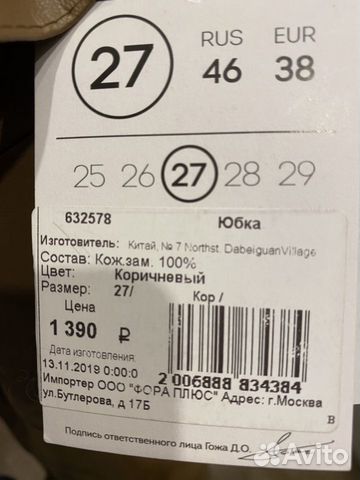 27 RUS EUR
46 38
25 26 27 28 29
632578 Юбка
Изготовитель: Китай, № 7 Northst. DabeiguanVillage
Состав: Кож.зам. 100%
Цвет: Коричневый
Размер: 27/ Кор /
Цена
1 390 ₽
Дата изготовления:
13.11.2019 0:00:0
2 006888 834384
Импортер ООО "ФОРА ПЛЮС" Адрес: г.Москва
ул.Бутлерова, д 17Б
В
Подпись ответственного лица Гожа Д.О.
Avito